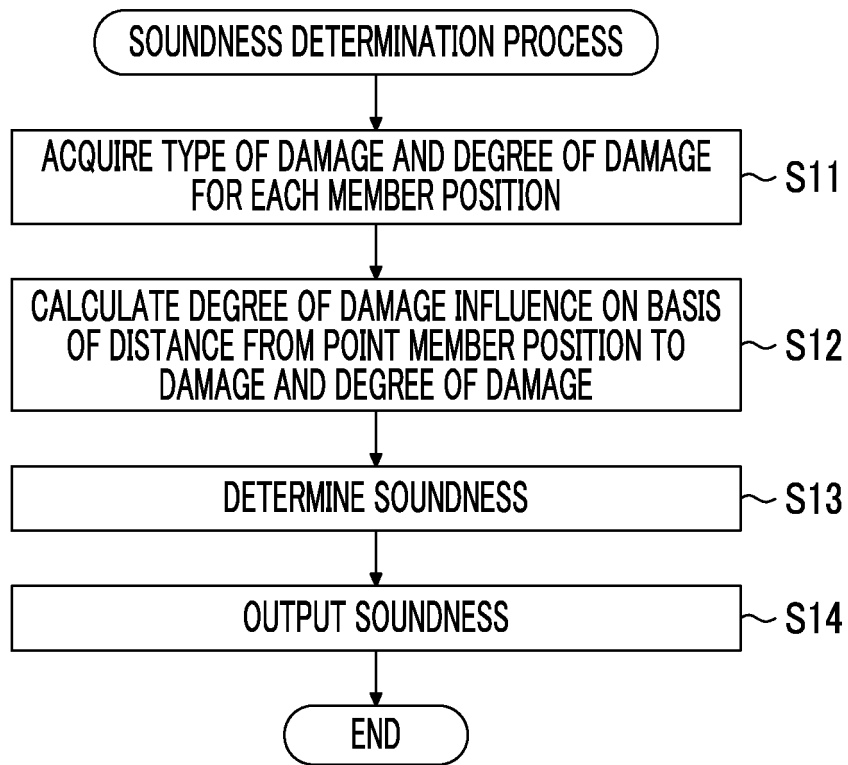 SOUNDNESS DETERMINATION PROCESS
ACQUIRE TYPE OF DAMAGE AND DEGREE OF DAMAGE
FOR EACH MEMBER POSITION
S11
CALCULATE DEGREE OF DAMAGE INFLUENCE ON BASIS
OF DISTANCE FROM POINT MEMBER POSITION TO
DAMAGE AND DEGREE OF DAMAGE
S12
DETERMINE SOUNDNESS
S13
OUTPUT SOUNDNESS
S14
END